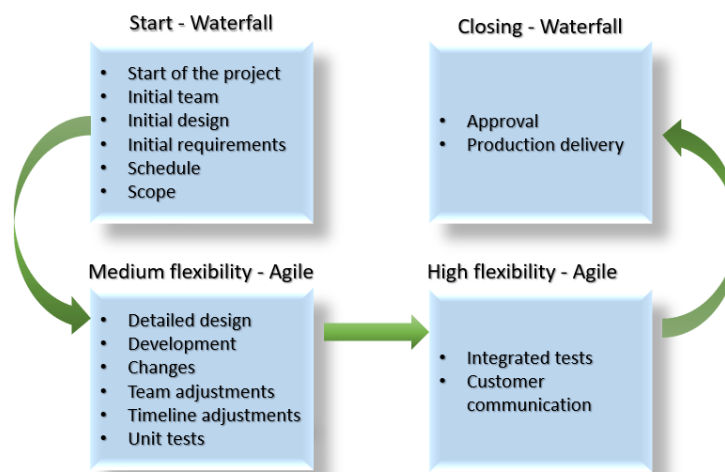 Start - Waterfall
• Start of the project
• Initial team
• Initial design
• Initial requirements
• Schedule
• Scope
Closing - Waterfall
• Approval
• Production delivery
Medium flexibility - Agile
• Detailed design
• Development
• Changes
• Team adjustments
• Timeline adjustments
• Unit tests
High flexibility - Agile
• Integrated tests
• Customer
communication